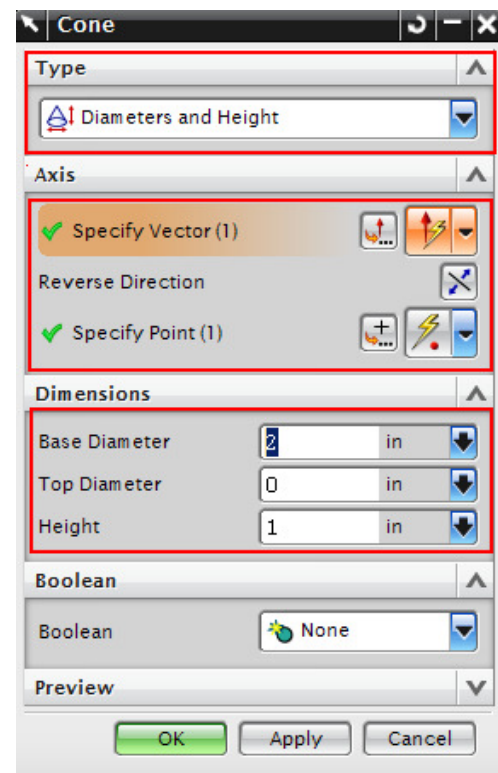 Cone
Type
Diameters and Height
Axis
Specify Vector (1)
Reverse Direction
Specify Point (1)
Dimensions
Base Diameter 2 in
Top Diameter 0 in
Height 1 in
Boolean
Boolean None
Preview
OK Apply Cancel